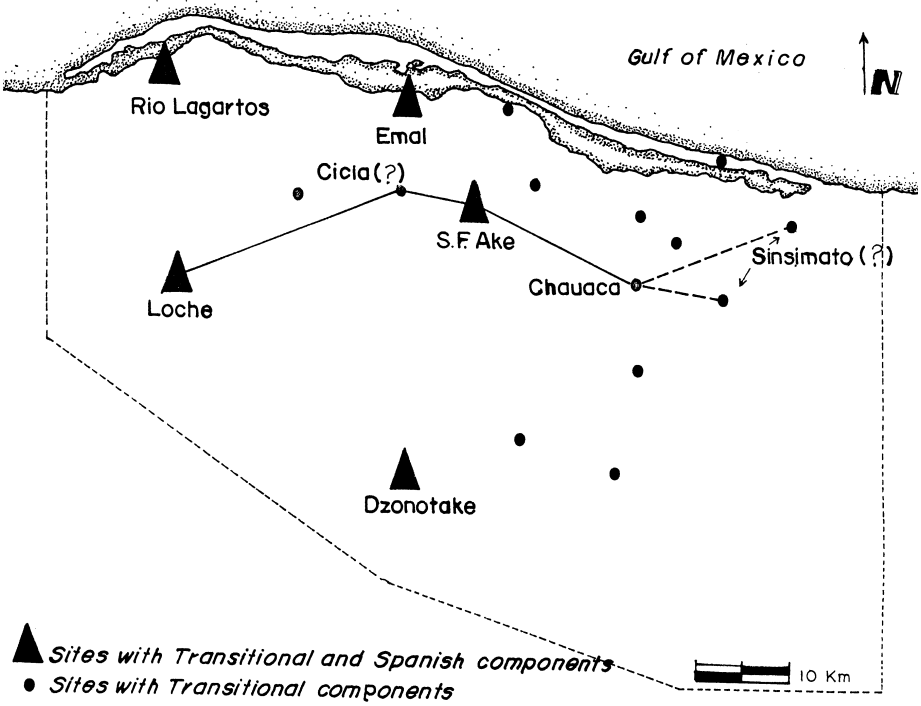 Gulf of Mexico
N
Rio Lagartos
Emal
Cicla (?)
S.F. Ake
Sinsimato (?)
Chauaca
Loche
Dzonotake
Sites with Transitional and Spanish components
10 Km
Sites with Transitional components